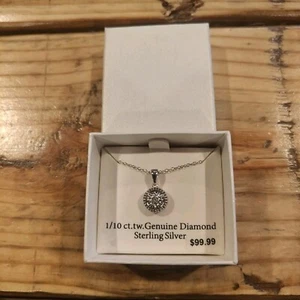 1/10 ct.tw.Genuine Diamond
Sterling Silver
$99.99